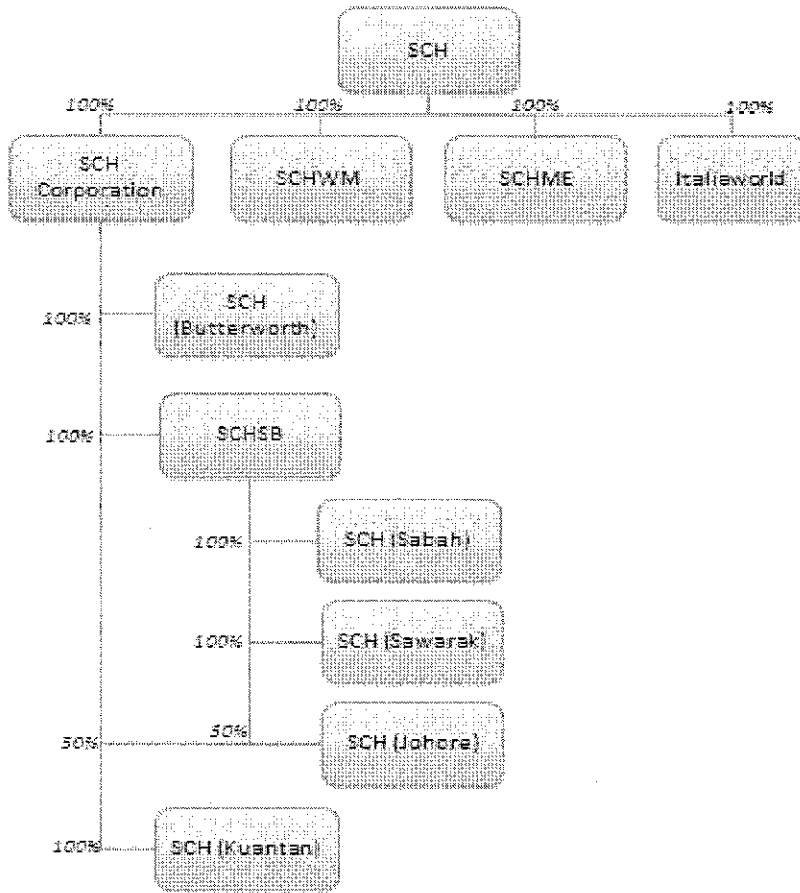 SCH
100%
100%
100%
100%
SCH
Corporation
SCHWM
SCHME
Italiaworld
100%
SCH
(Butterworth)
100%
SCHSB
100%
SCH (Sabah)
100%
SCH (Sawarak)
50%
50%
SCH (Johore)
100%
SCH (Kuantan)